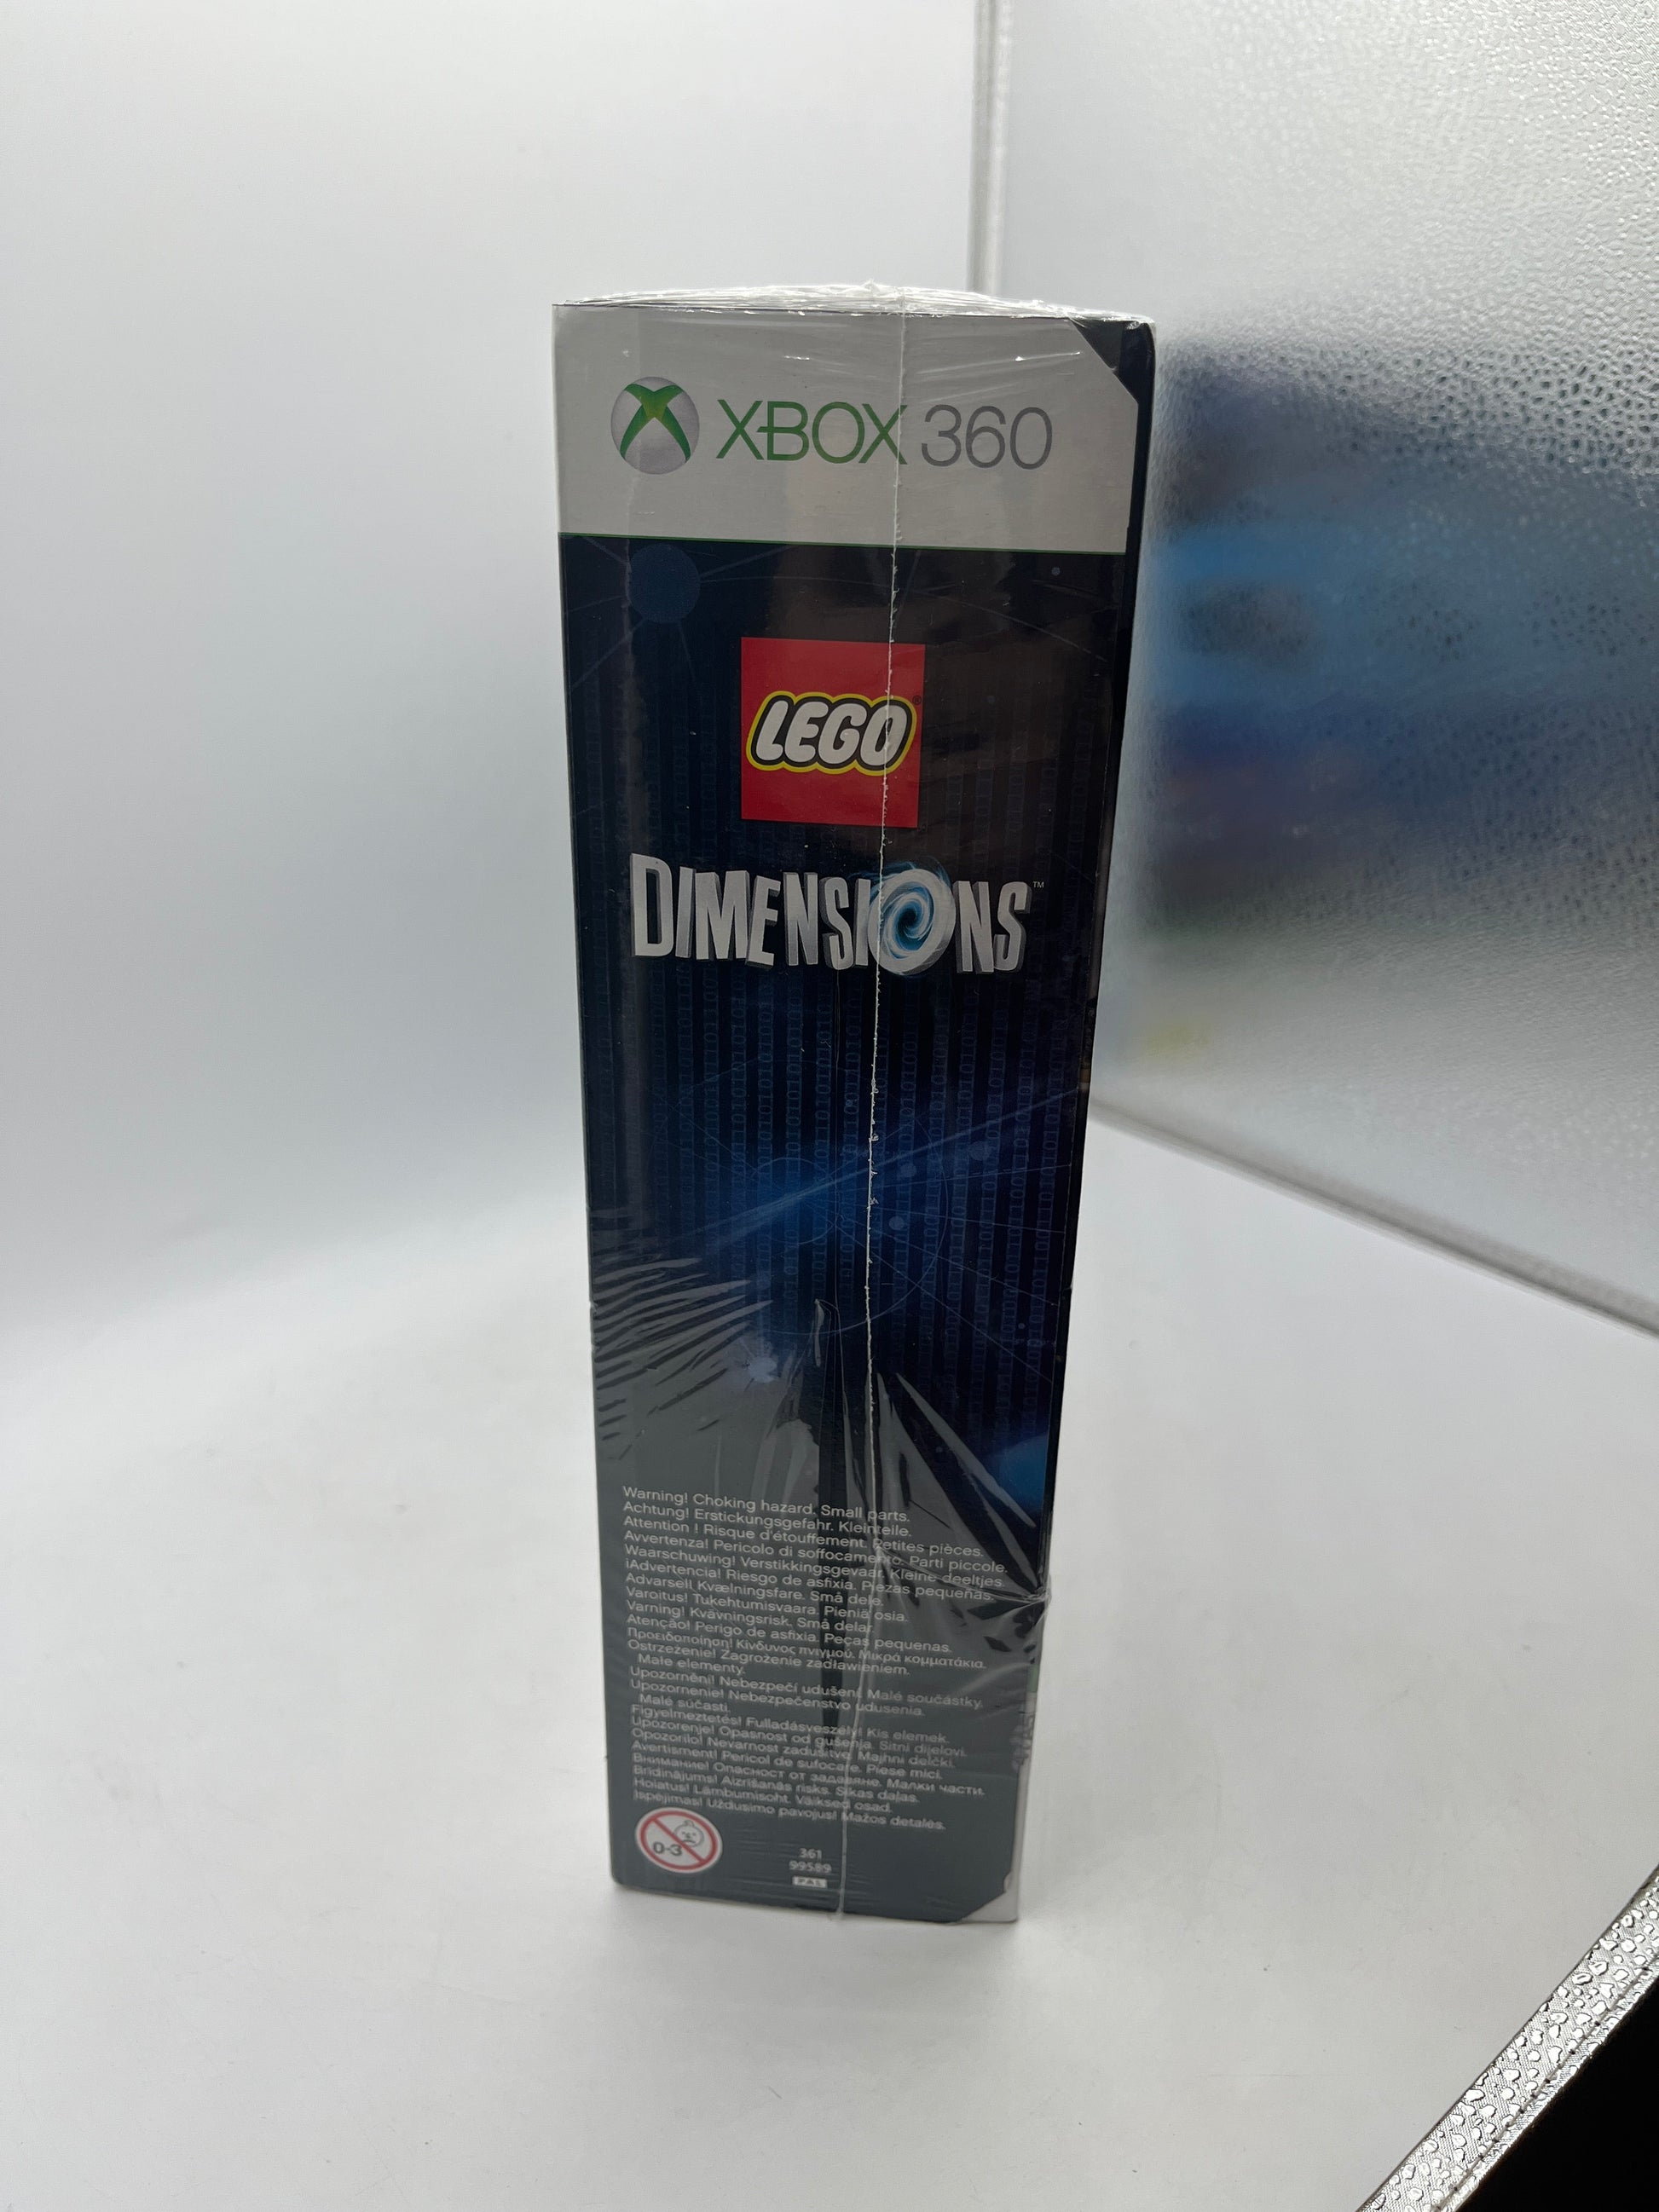 XBOX 360
LEGO ®
DIMENSIONS ™
Warning! Choking hazard. Small parts.
Achtung! Erstickungsgefahr. Kleinteile.
Attention ! Risque d'étouffement. Petites pièces.
Avvertenza! Pericolo di soffocamento. Parti piccole.
Waarschuwing! Verstikkingsgevaar. Kleine deeltjes.
¡Advertencia! Riesgo de asfixia. Piezas pequeñas.
Advarsel! Kvælningsfare. Små dele.
Varoitus! Tukehtumisvaara. Pieniä osia.
Varning! Kvävningsrisk. Små delar.
Atenção! Perigo de asfixia. Peças pequenas.
Προειδοποίηση! Κίνδυνος πνιγμού. Μικρά κομματάκια.
Ostrzeżenie! Zagrożenie zadławieniem.
Małe elementy.
Upozornění! Nebezpečí udušení. Malé součástky.
Upozornenie! Nebezpečenstvo udusenia.
Malé súčasti.
Figyelmeztetés! Fulladásveszély! Kis elemek.
Upozorenje! Opasnost od gušenja. Sitni dijelovi.
Opozorilo! Nevarnost zadušitve. Majhni delčki.
Avertisment! Pericol de sufocare. Piese mici.
Внимание! Опасност от задавяне. Малки части.
Brīdinājums! Aizrīšanās risks. Sīkas daļas.
Hoiatus! Lämbumisoht. Väiksed osad.
Įspėjimas! Uždusimo pavojus! Mažos detalės.
0-3
361
99589
PAL